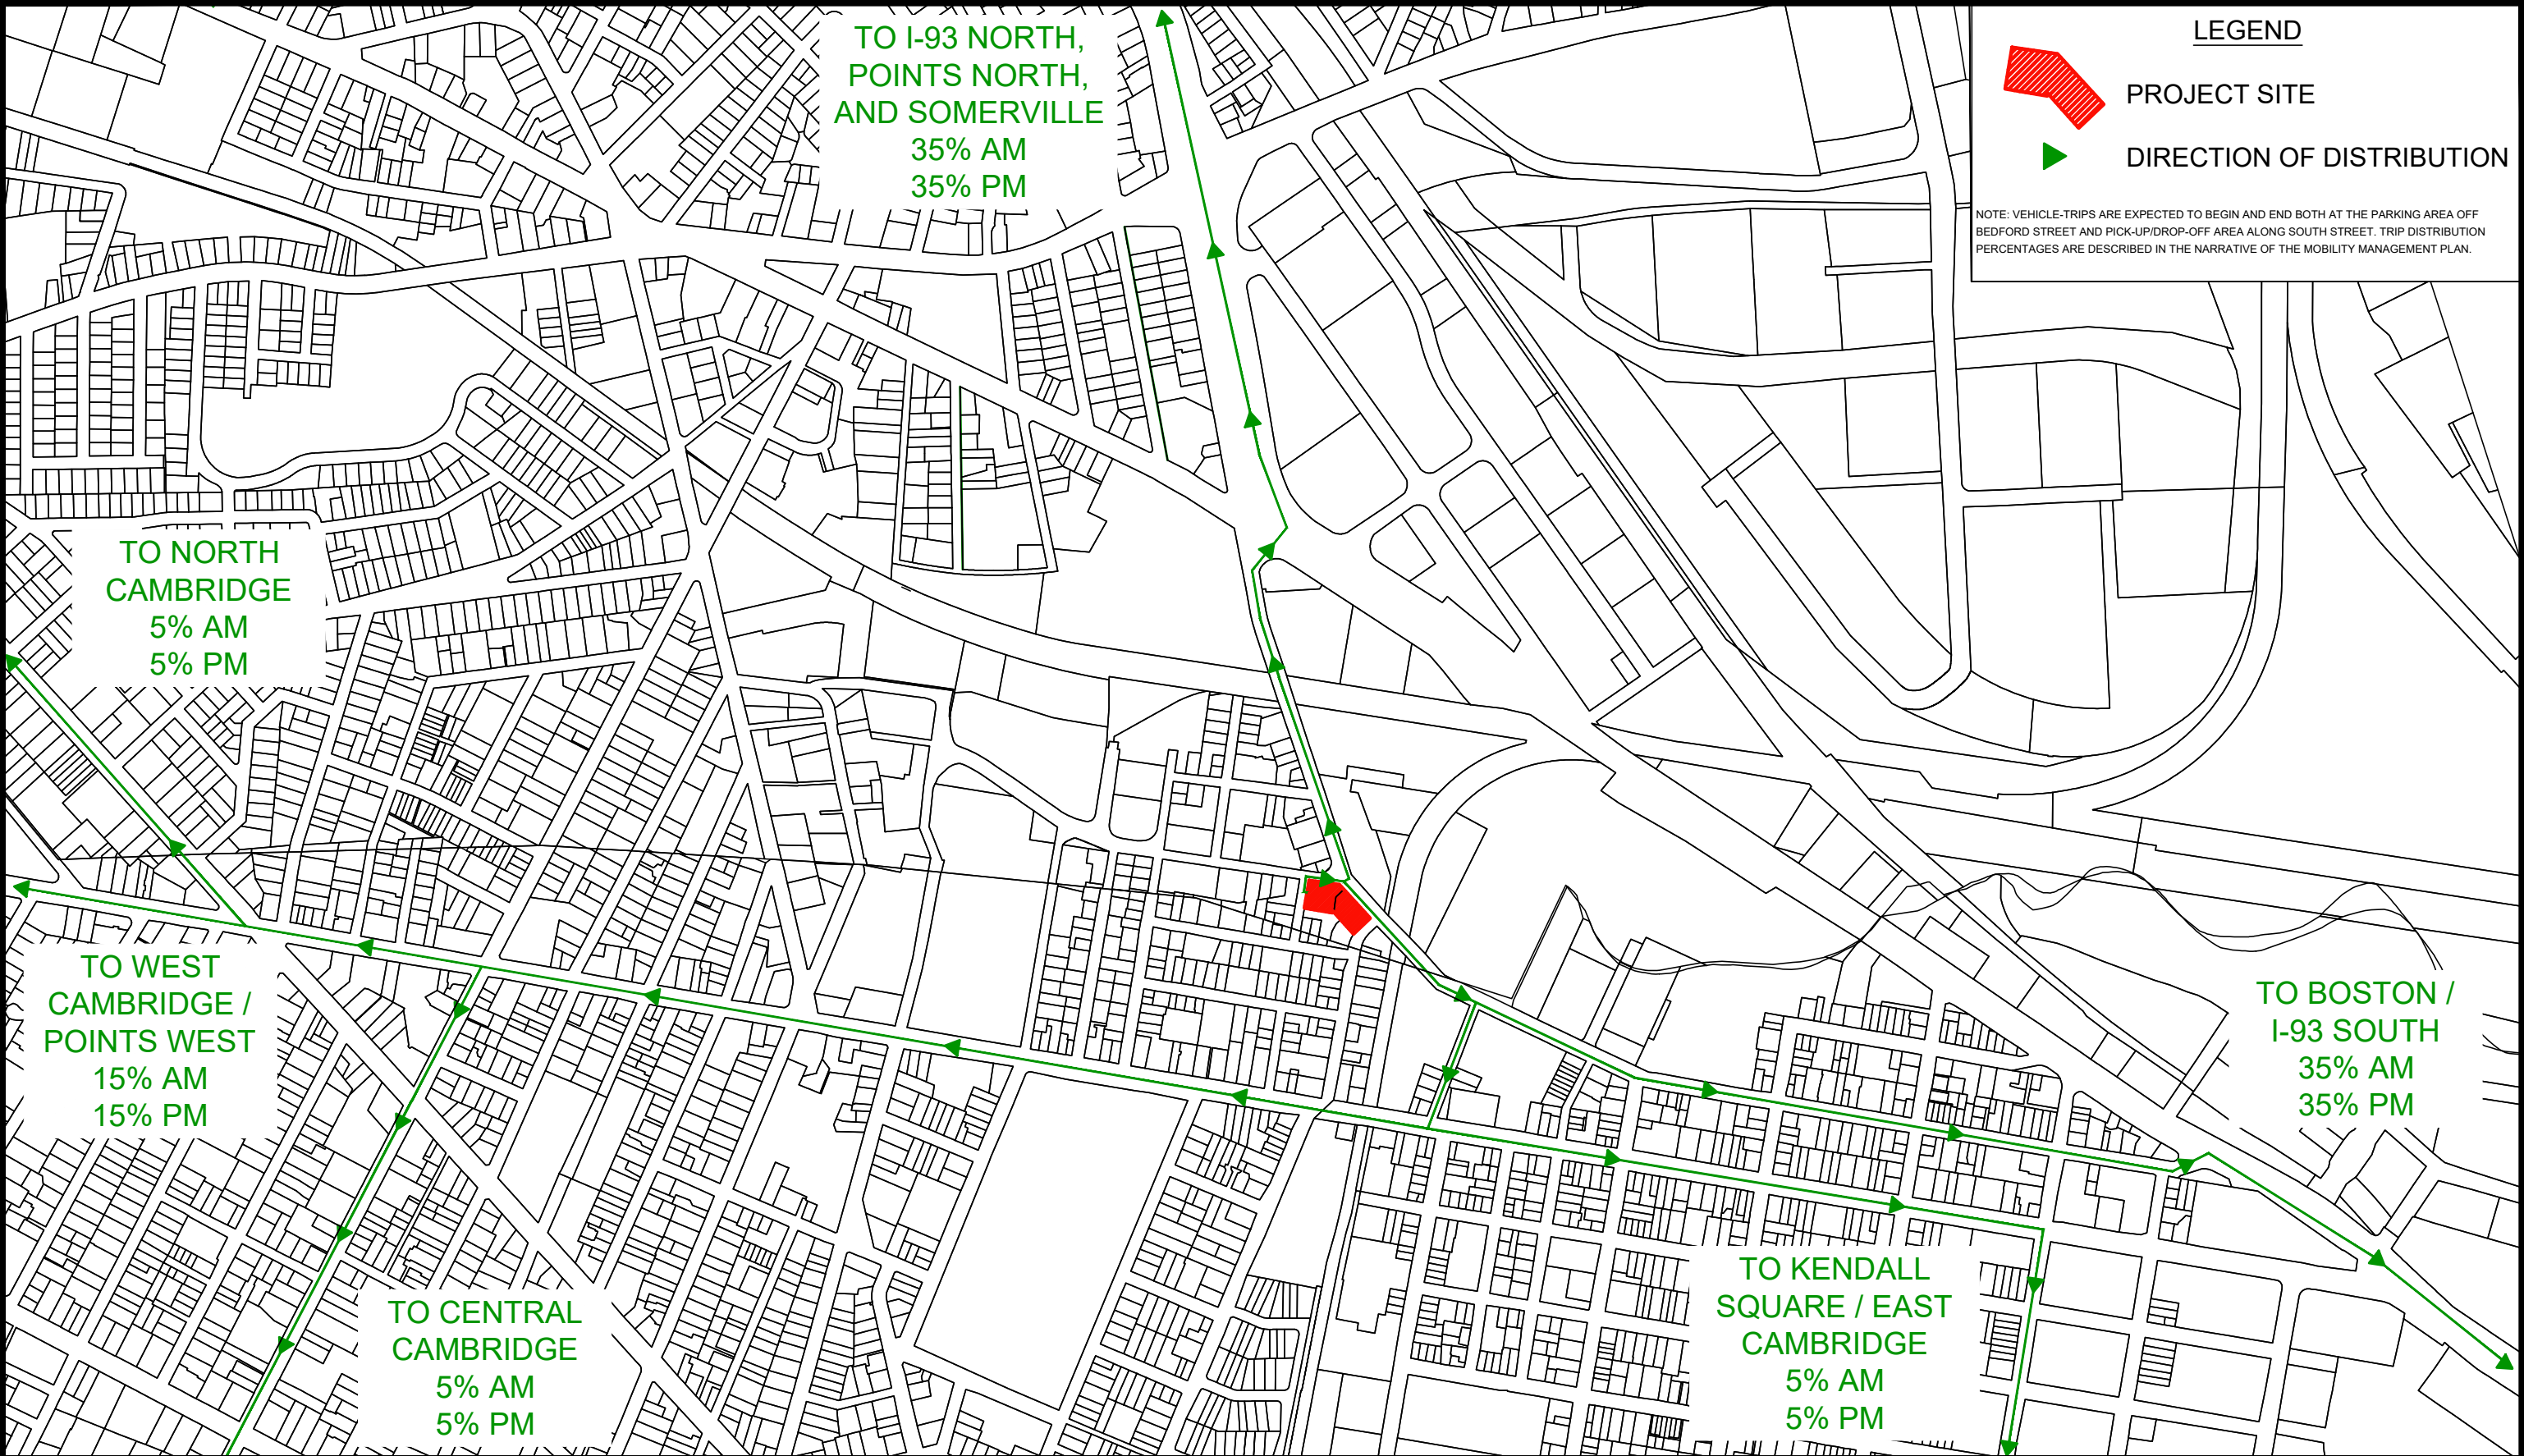 TO I-93 NORTH,
POINTS NORTH,
AND SOMERVILLE
35% AM
35% PM
LEGEND
PROJECT SITE
DIRECTION OF DISTRIBUTION
NOTE: VEHICLE-TRIPS ARE EXPECTED TO BEGIN AND END BOTH AT THE PARKING AREA OFF
BEDFORD STREET AND PICK-UP/DROP-OFF AREA ALONG SOUTH STREET. TRIP DISTRIBUTION
PERCENTAGES ARE DESCRIBED IN THE NARRATIVE OF THE MOBILITY MANAGEMENT PLAN.
TO NORTH
CAMBRIDGE
5% AM
5% PM
TO WEST
CAMBRIDGE /
POINTS WEST
15% AM
15% PM
TO BOSTON /
I-93 SOUTH
35% AM
35% PM
TO CENTRAL
CAMBRIDGE
5% AM
5% PM
TO KENDALL
SQUARE / EAST
CAMBRIDGE
5% AM
5% PM